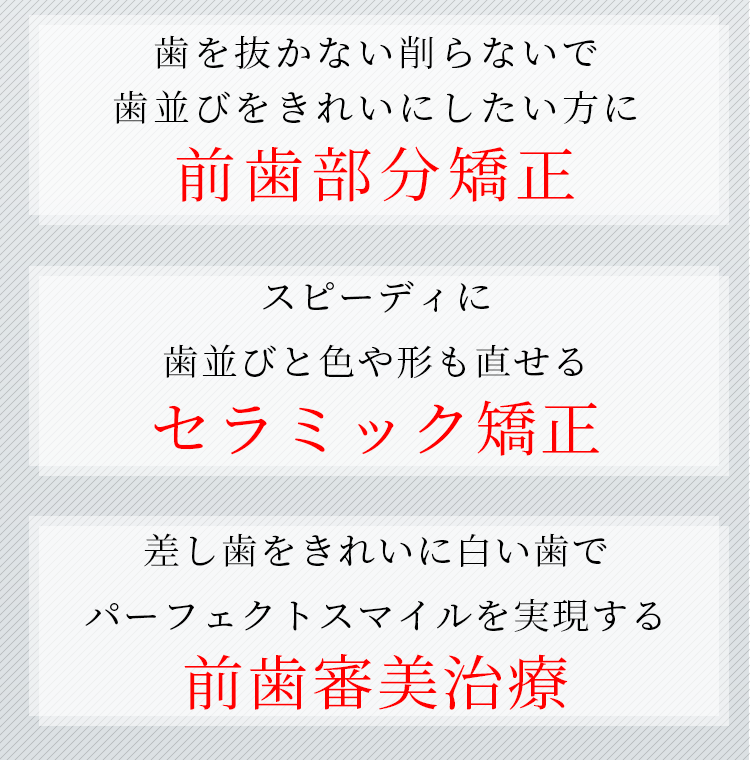 歯を抜かない削らないで
歯並びをきれいにしたい方に
前歯部分矯正
スピーディに
歯並びと色や形も直せる
セラミック矯正
差し歯をきれいに白い歯で
パーフェクトスマイルを実現する
前歯審美治療